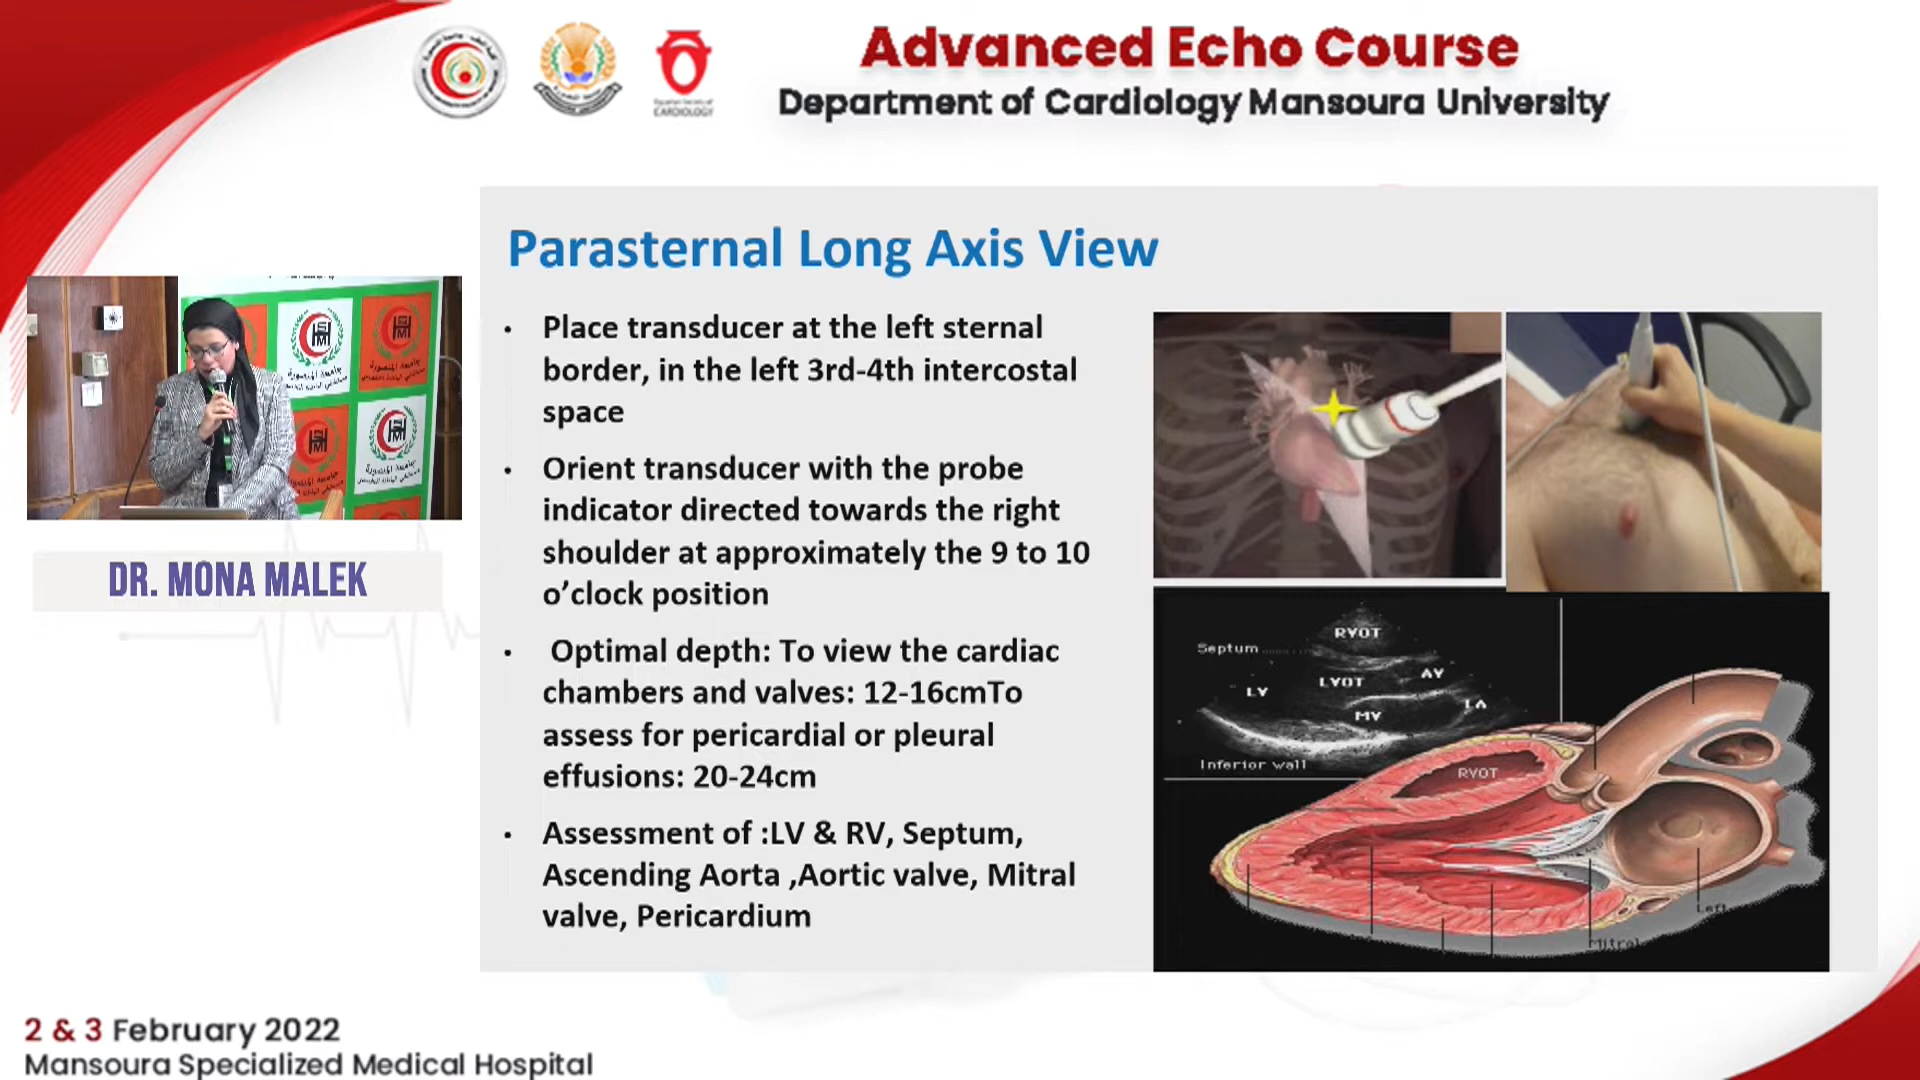 Advanced Echo Course
Department of Cardiology Mansoura University
CARDIOLOGY
Parasternal Long Axis View
• Place transducer at the left sternal
border, in the left 3rd-4th intercostal
space
• Orient transducer with the probe
indicator directed towards the right
shoulder at approximately the 9 to 10
o’clock position
• Optimal depth: To view the cardiac
chambers and valves: 12-16cmTo
assess for pericardial or pleural
effusions: 20-24cm
• Assessment of :LV & RV, Septum,
Ascending Aorta ,Aortic valve, Mitral
valve, Pericardium
RVOT
Septum
LVOT
AV
LV
MV
LA
Inferior wall
RVOT
Left
Mitral
DR. MONA MALEK
2 & 3 February 2022
Mansoura Specialized Medical Hospital